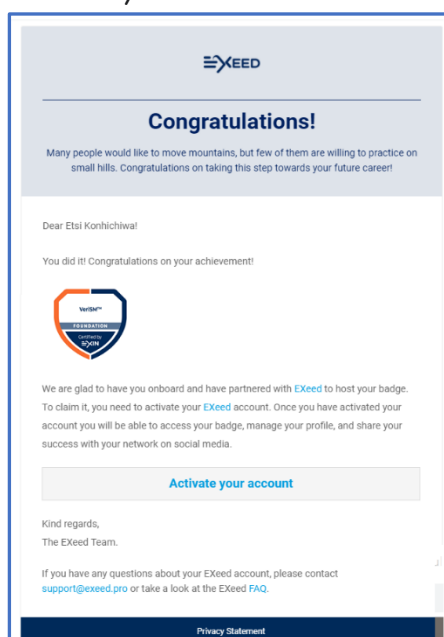 EXEED
Congratulations!
Many people would like to move mountains, but few of them are willing to practice on
small hills. Congratulations on taking this step towards your future career!
Dear Etsi Konhichiwa!
You did it! Congratulations on your achievement!
VeriSM™
FOUNDATION
Certified by
EXIN
We are glad to have you onboard and have partnered with EXeed to host your badge.
To claim it, you need to activate your EXeed account. Once you have activated your
account you will be able to access your badge, manage your profile, and share your
success with your network on social media.
Activate your account
Kind regards,
The EXeed Team.
If you have any questions about your EXeed account, please contact
support@exeed.pro or take a look at the EXeed FAQ.
Privacy Statement